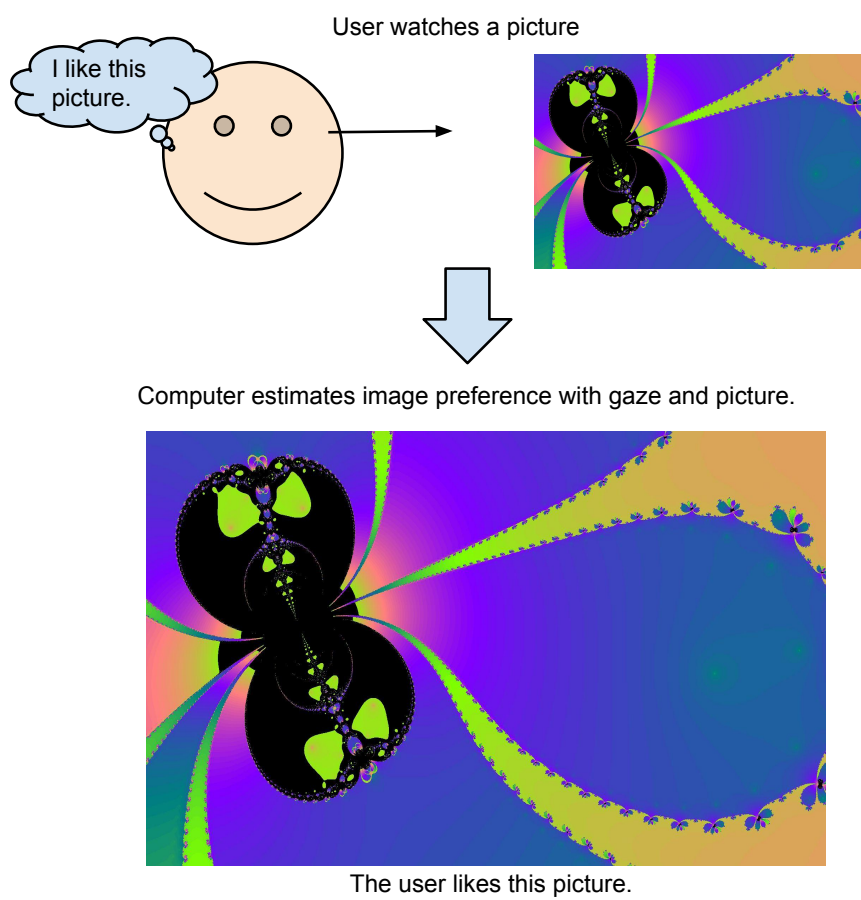 User watches a picture
I like this
picture.
Computer estimates image preference with gaze and picture.
The user likes this picture.